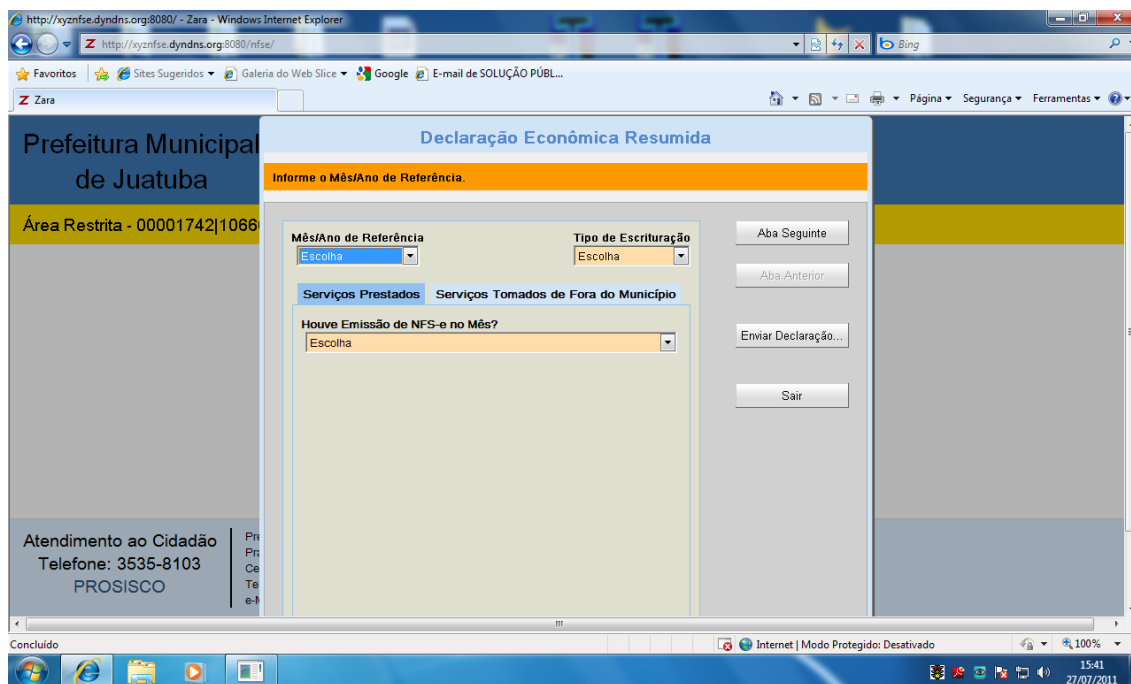 http://xyznfse.dyndns.org:8080/ - Zara - Windows Internet Explorer
http://xyznfse.dyndns.org:8080/nfse/
Bing
Favoritos Sites Sugeridos Galeria do Web Slice Google E-mail de SOLUÇÃO PÚBL...
Zara
Página Segurança Ferramentas
Prefeitura Municipal
de Juatuba
Declaração Econômica Resumida
Informe o Mês/Ano de Referência.
Área Restrita - 00001742|1066
Mês/Ano de Referência Tipo de Escrituração
Escolha Escolha
Serviços Prestados Serviços Tomados de Fora do Município
Houve Emissão de NFS-e no Mês?
Escolha
Aba Seguinte
Aba Anterior
Enviar Declaração...
Sair
Atendimento ao Cidadão
Telefone: 3535-8103
PROSISCO
Pre
Ce
Te
Concluído
Internet | Modo Protegido: Desativado
100%
15:41
27/07/2011